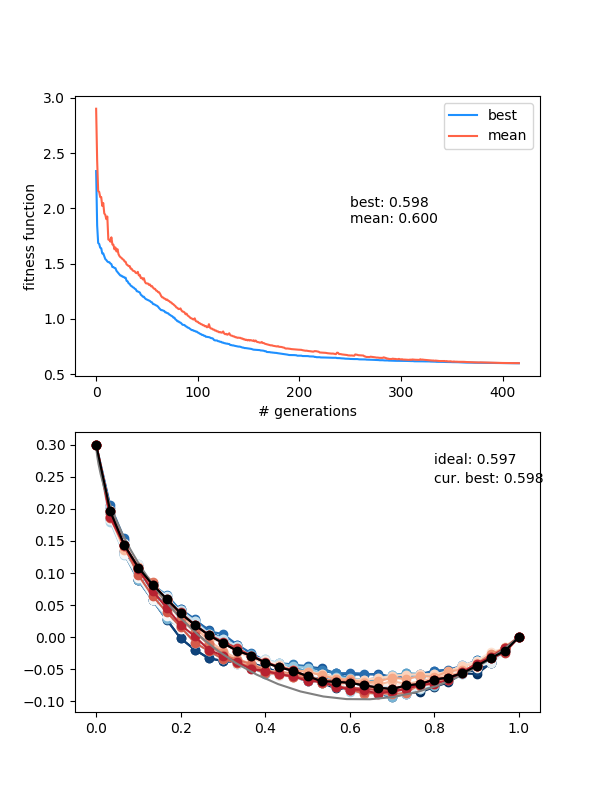 3.0
2.5
2.0
1.5
1.0
0.5
fitness function
best
mean
best: 0.598
mean: 0.600
0 100 200 300 400
# generations
0.30
0.25
0.20
0.15
0.10
0.05
0.00
−0.05
−0.10
ideal: 0.597
cur. best: 0.598
0.0 0.2 0.4 0.6 0.8 1.0